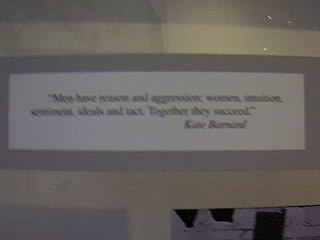 "Men have reason and aggression; women, intuition,
sentiment, ideals and tact. Together they succeed."
Kate Barnard